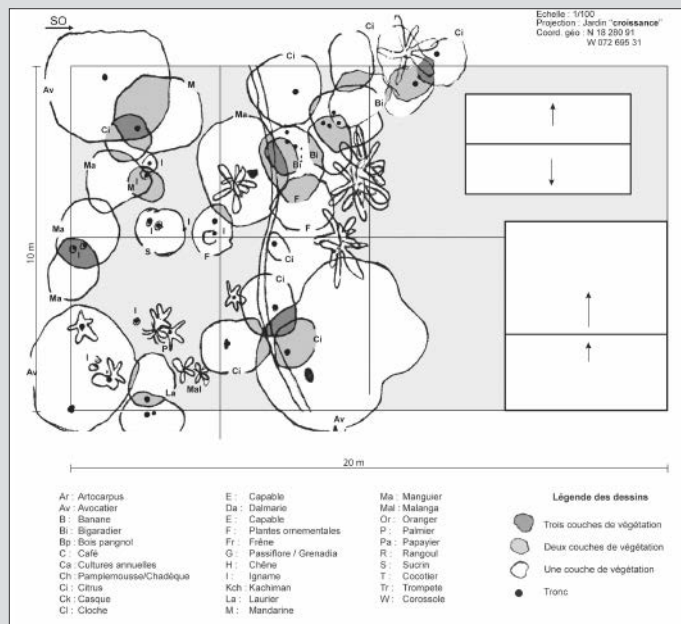 SO
Echelle : 1/100
Projection : Jardin "croissance"
Coord. géo : N 18 280 91
W 072 695 31
Ci
Ci
Av
M
Ma
Bi
Ci
Ma
I
Bi
Bi
M
I
F
Ma
I
I
I
S
F
I
F
I
Ci
10 m
Ma
Ci
I
P
Ci
I
Ci
Av
La
Mal
Av
20 m
Ar : Artocarpus
Av : Avocatier
B : Banane
Bi : Bigaradier
Bp : Bois pangnol
C : Café
Ca : Cultures annuelles
Ch : Pamplemousse/Chadèque
Ci : Citrus
Ck : Casque
Cl : Cloche
E : Capable
Da : Dalmarie
E : Capable
F : Plantes ornementales
Fr : Frêne
G : Passiflore / Grenadia
H : Chêne
I : Igname
Kch : Kachiman
La : Laurier
M : Mandarine
Ma : Manguier
Mal : Malanga
Or : Oranger
P : Palmier
Pa : Papayier
R : Rangoul
S : Sucrin
T : Cocotier
Tr : Trompete
W : Corossole
Légende des dessins
Trois couches de végétation
Deux couches de végétation
Une couche de végétation
Tronc